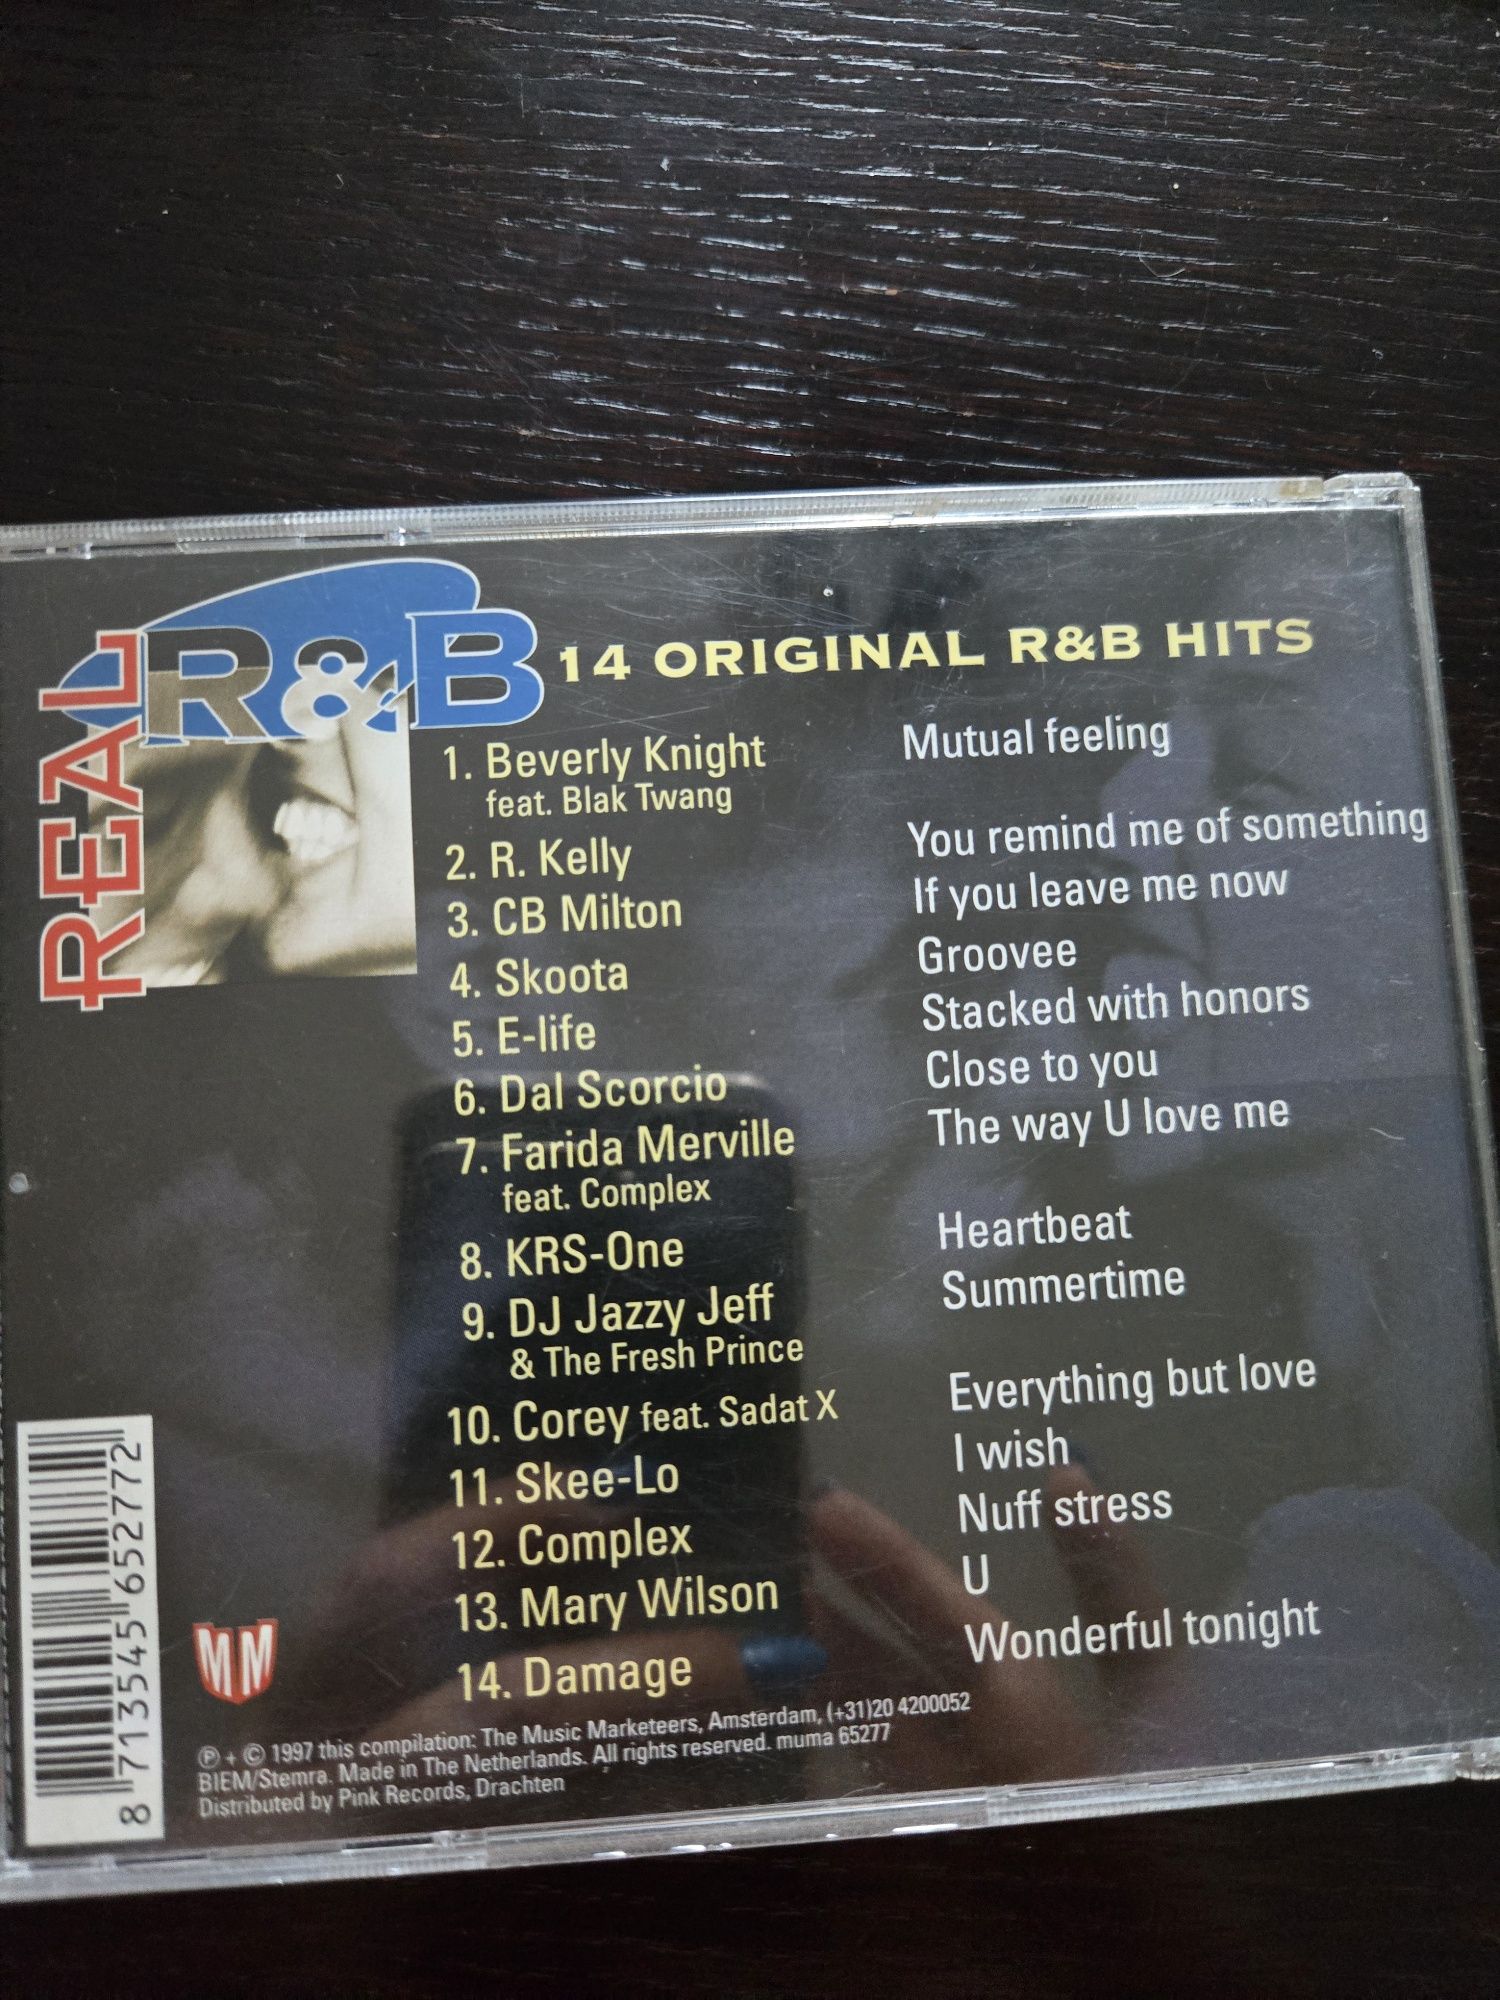 REAL
R&B
14 ORIGINAL R&B HITS
1. Beverly Knight Mutual feeling
feat. Blak Twang
2. R. Kelly You remind me of something
3. CB Milton If you leave me now
4. Skoota Groovee
5. E-life Stacked with honors
6. Dal Scorcio Close to you
7. Farida Merville The way U love me
feat. Complex
8. KRS-One Heartbeat
9. DJ Jazzy Jeff Summertime
& The Fresh Prince
10. Corey feat. Sadat X Everything but love
11. Skee-Lo I wish
12. Complex Nuff stress
13. Mary Wilson U
14. Damage Wonderful tonight
℗ + © 1997 this compilation: The Music Marketeers, Amsterdam, (+31)20 4200052
BIEM/Stemra. Made in The Netherlands. All rights reserved. muma 65277
Distributed by Pink Records, Drachten
MM
8 713545 652772